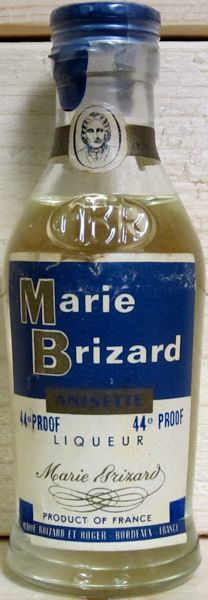 MBR
Marie
Brizard
ANISETTE
44° PROOF 44° PROOF
LIQUEUR
Marie Brizard
PRODUCT OF FRANCE
MARIE BRIZARD ET ROGER - BORDEAUX - FRANCE